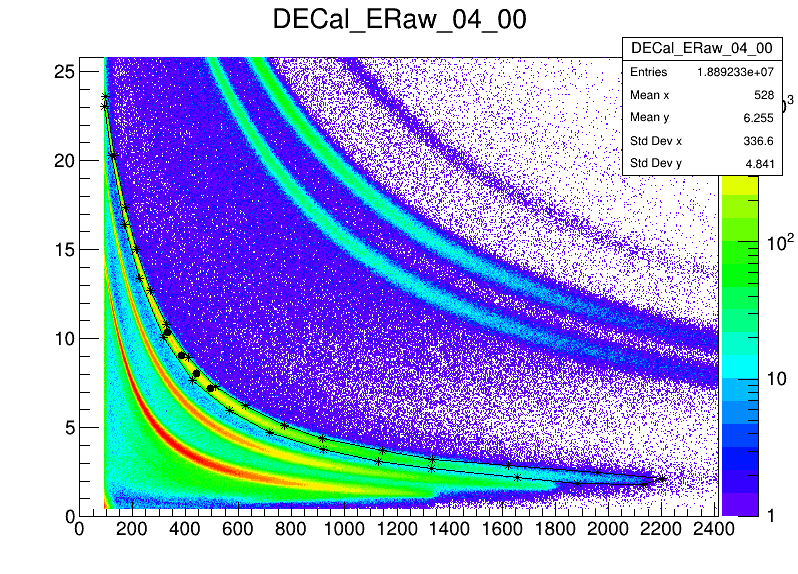 DECal_ERaw_04_00
DECal_ERaw_04_00
Entries 1.889233e+07
Mean x 528
Mean y 6.255
Std Dev x 336.6
Std Dev y 4.841
25
20
15
10
5
0
0 200 400 600 800 1000 1200 1400 1600 1800 2000 2200 2400
10²
10
1